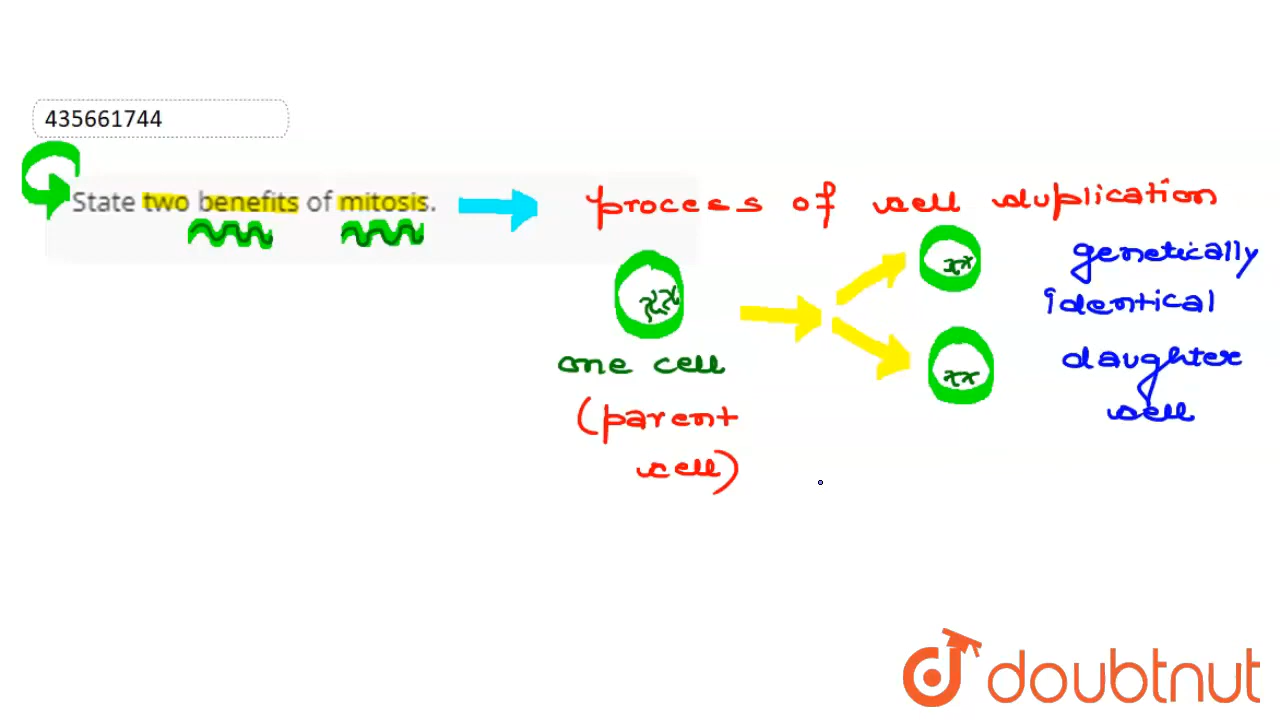 435661744
State two benefits of mitosis.
process of cell duplication
genetically
identical
daughter
cell
one cell
(parent
cell)
doubtnut